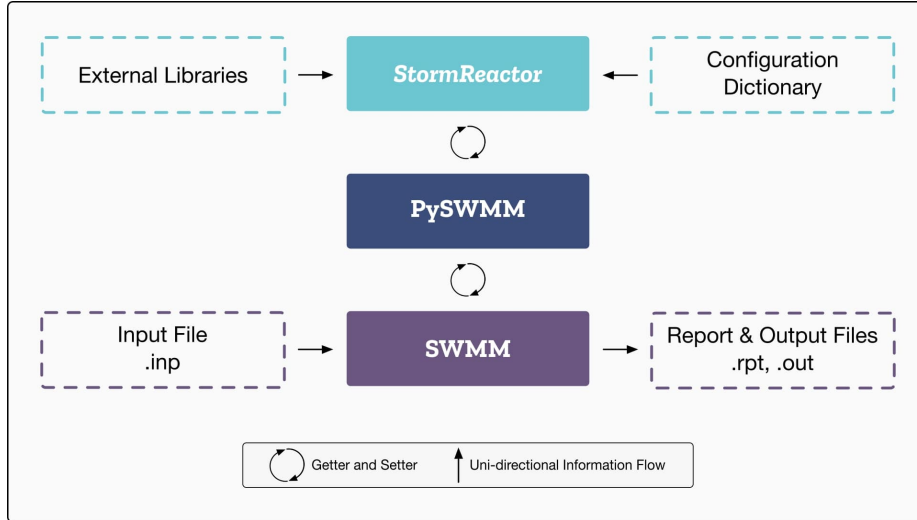 External Libraries
StormReactor
Configuration
Dictionary
PySWMM
Input File
.inp
SWMM
Report & Output Files
.rpt, .out
Getter and Setter
Uni-directional Information Flow